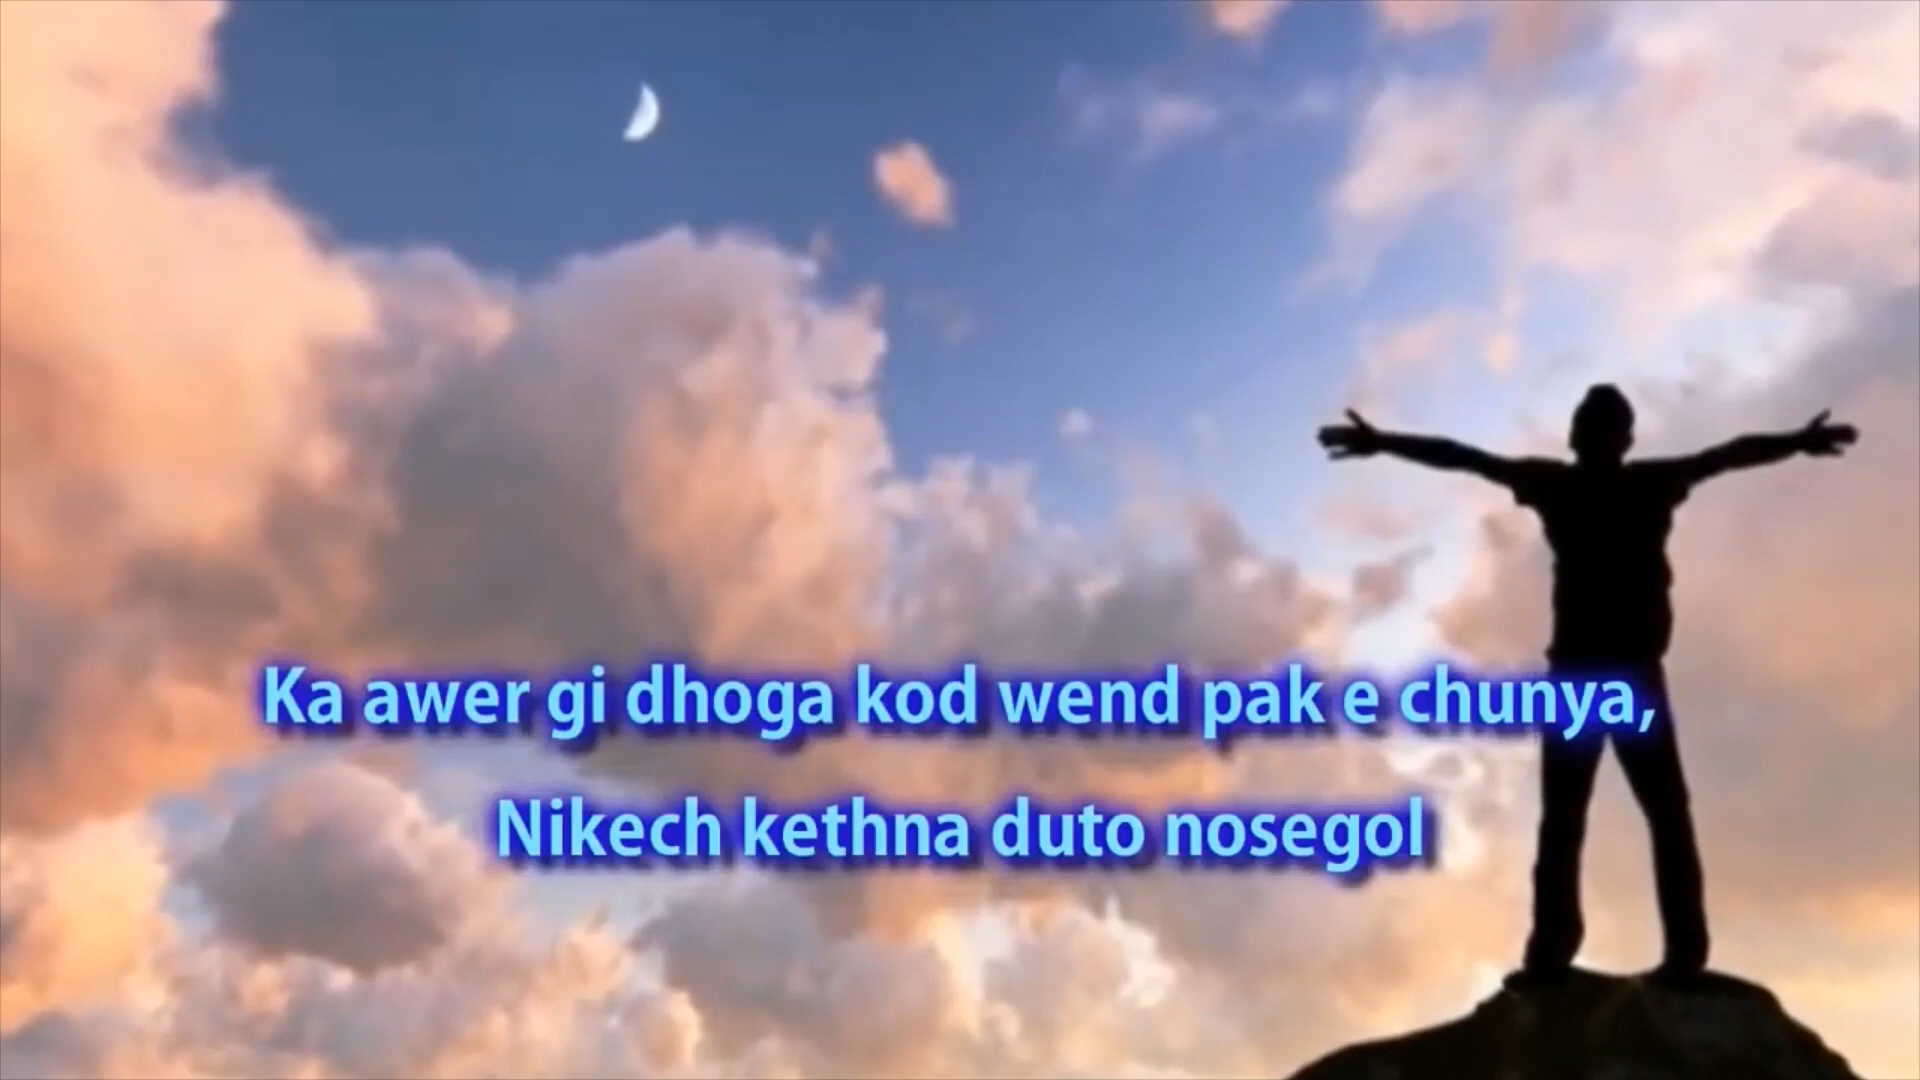 Ka awer gi dhoga kod wend pak e chunya,
Nikech kethna duto nosegol